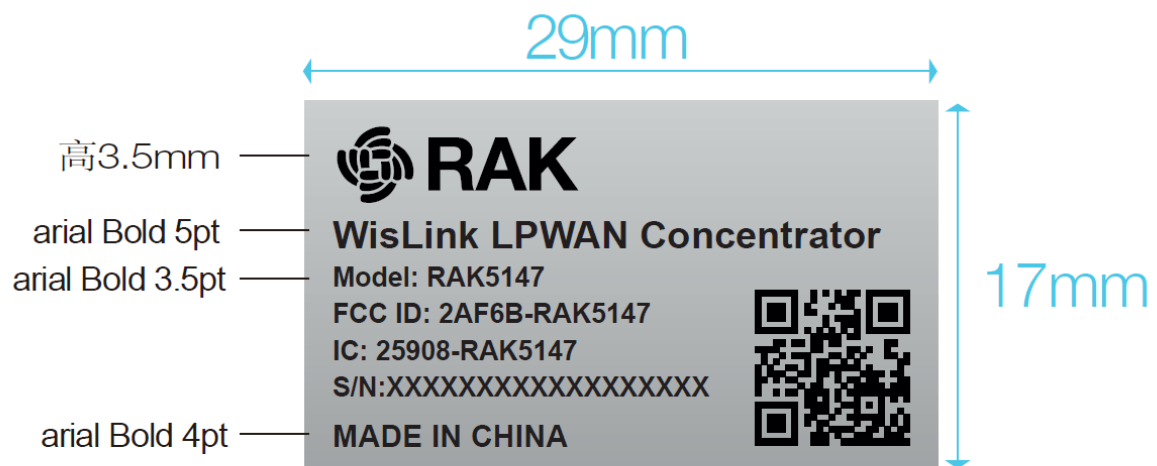 29mm
高3.5mm
RAK
arial Bold 5pt
WisLink LPWAN Concentrator
arial Bold 3.5pt
Model: RAK5147
17mm
FCC ID: 2AF6B-RAK5147
IC: 25908-RAK5147
S/N:XXXXXXXXXXXXXXXXXX
arial Bold 4pt
MADE IN CHINA